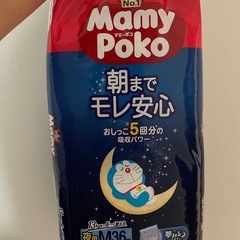 No.1
Mamy
Poko
マミーポコ
朝まで
モレ安心
おしっこ5回分の
吸収パワー
夜用
M36